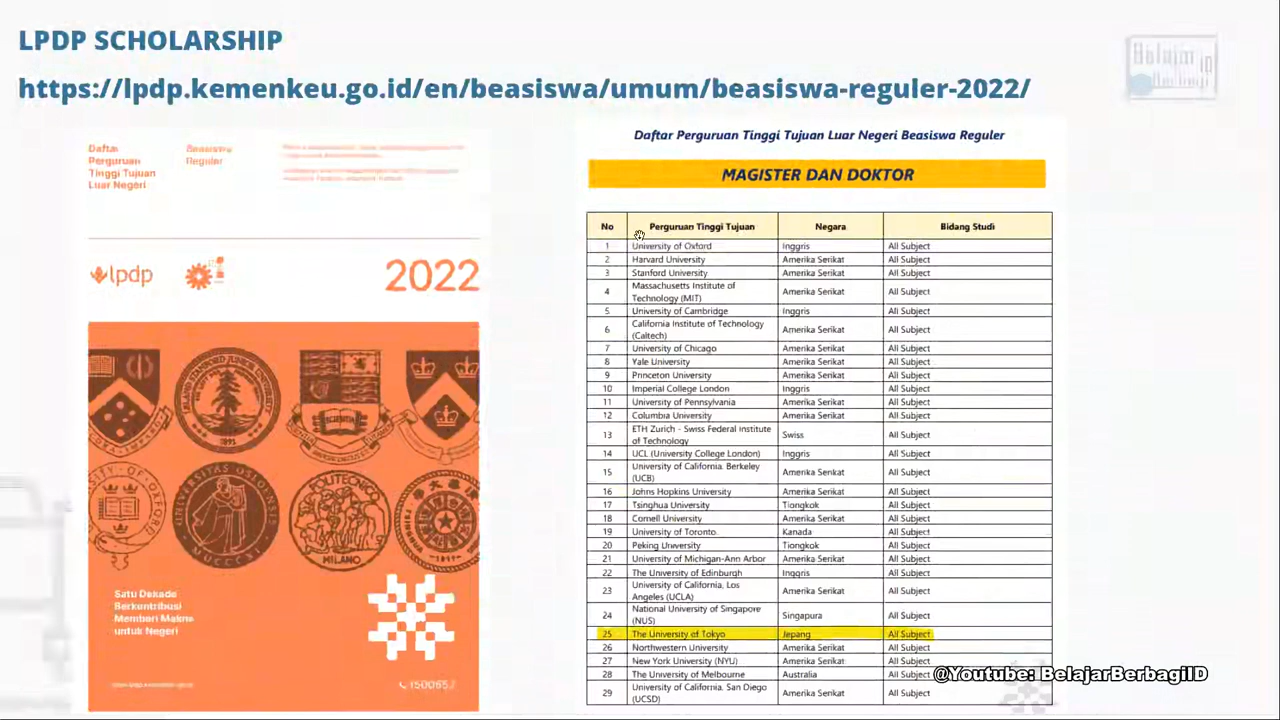 LPDP SCHOLARSHIP
https://lpdp.kemenkeu.go.id/en/beasiswa/umum/beasiswa-reguler-2022/
Belajar ID
Berbagi
Daftar
Perguruan
Tinggi Tujuan
Luar Negeri
Beasiswa
Reguler
lpdp
2022
1891
MILANO
Satu Dekade
Berkontribusi
Memberi Makna
untuk Negeri
Daftar Perguruan Tinggi Tujuan Luar Negeri Beasiswa Reguler
MAGISTER DAN DOKTOR
No Perguruan Tinggi Tujuan Negara Bidang Studi
1 University of Oxford Inggris All Subject
2 Harvard University Amerika Serikat All Subject
3 Stanford University Amerika Serikat All Subject
4 Massachusetts Institute of
Technology (MIT) Amerika Serikat All Subject
5 University of Cambridge Inggris All Subject
6 California Institute of Technology
(Caltech) Amerika Serikat All Subject
7 University of Chicago Amerika Serikat All Subject
8 Yale University Amerika Serikat All Subject
9 Princeton University Amerika Serikat All Subject
10 Imperial College London Inggris All Subject
11 University of Pennsylvania Amerika Serikat All Subject
12 Columbia University Amerika Serikat All Subject
13 ETH Zurich - Swiss Federal Institute
of Technology Swiss All Subject
14 UCL (University College London) Inggris All Subject
15 University of California, Berkeley
(UCB) Amerika Serikat All Subject
16 Johns Hopkins University Amerika Serikat All Subject
17 Tsinghua University Tiongkok All Subject
18 Cornell University Amerika Serikat All Subject
19 University of Toronto Kanada All Subject
20 Peking University Tiongkok All Subject
21 University of Michigan-Ann Arbor Amerika Serikat All Subject
22 The University of Edinburgh Inggris All Subject
23 University of California, Los
Angeles (UCLA) Amerika Serikat All Subject
24 National University of Singapore
(NUS) Singapura All Subject
25 The University of Tokyo Jepang All Subject
26 Northwestern University Amerika Serikat All Subject
27 New York University (NYU) Amerika Serikat All Subject
28 The University of Melbourne Australia All Subject
29 University of California, San Diego
(UCSD) Amerika Serikat All Subject
@Youtube: BelajarBerbagiID